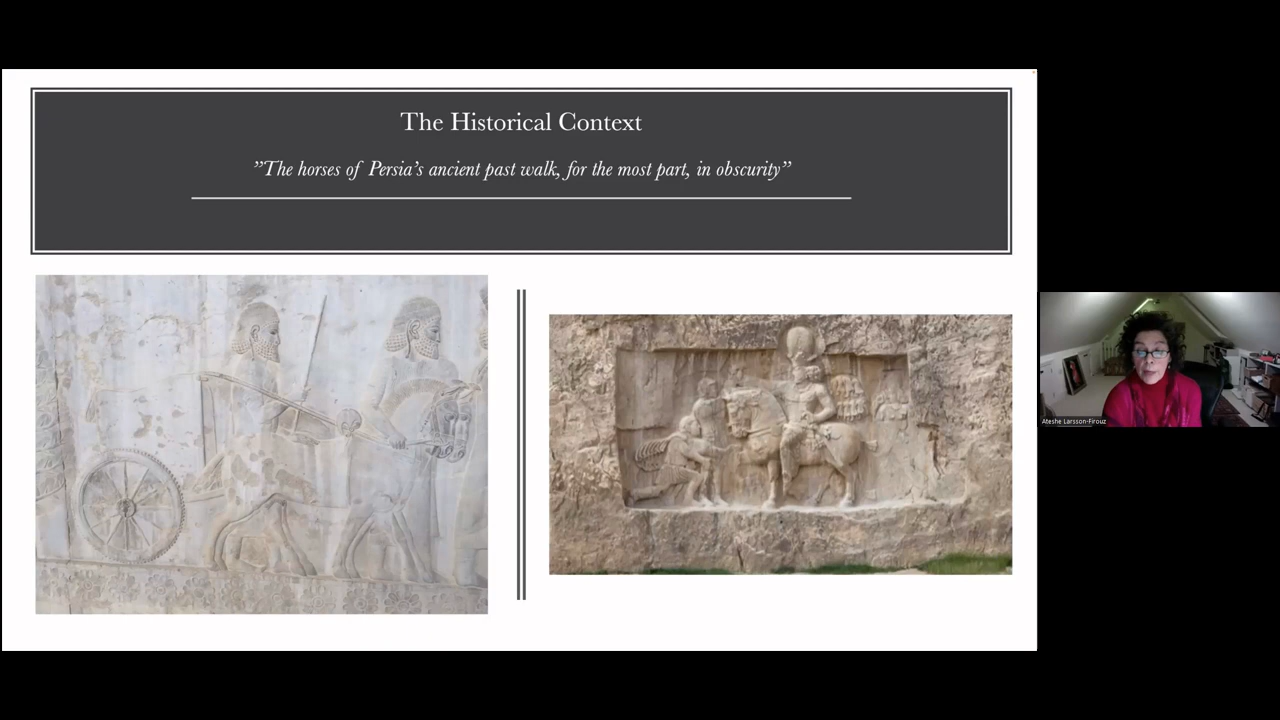 The Historical Context
”The horses of Persia’s ancient past walk, for the most part, in obscurity”
Ateshe Larsson-Firouz